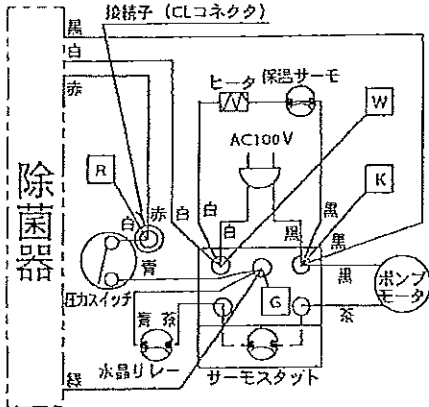 接続子（CLコネクタ）
黒
白
赤
ヒータ
保温サーモ
W
AC100V
R
K
除菌器
白
赤
白
白
黒
黒
黒
青
黒
ポンプ
モータ
圧力スイッチ
G
青
茶
茶
緑
水晶リレー
サーモスタット